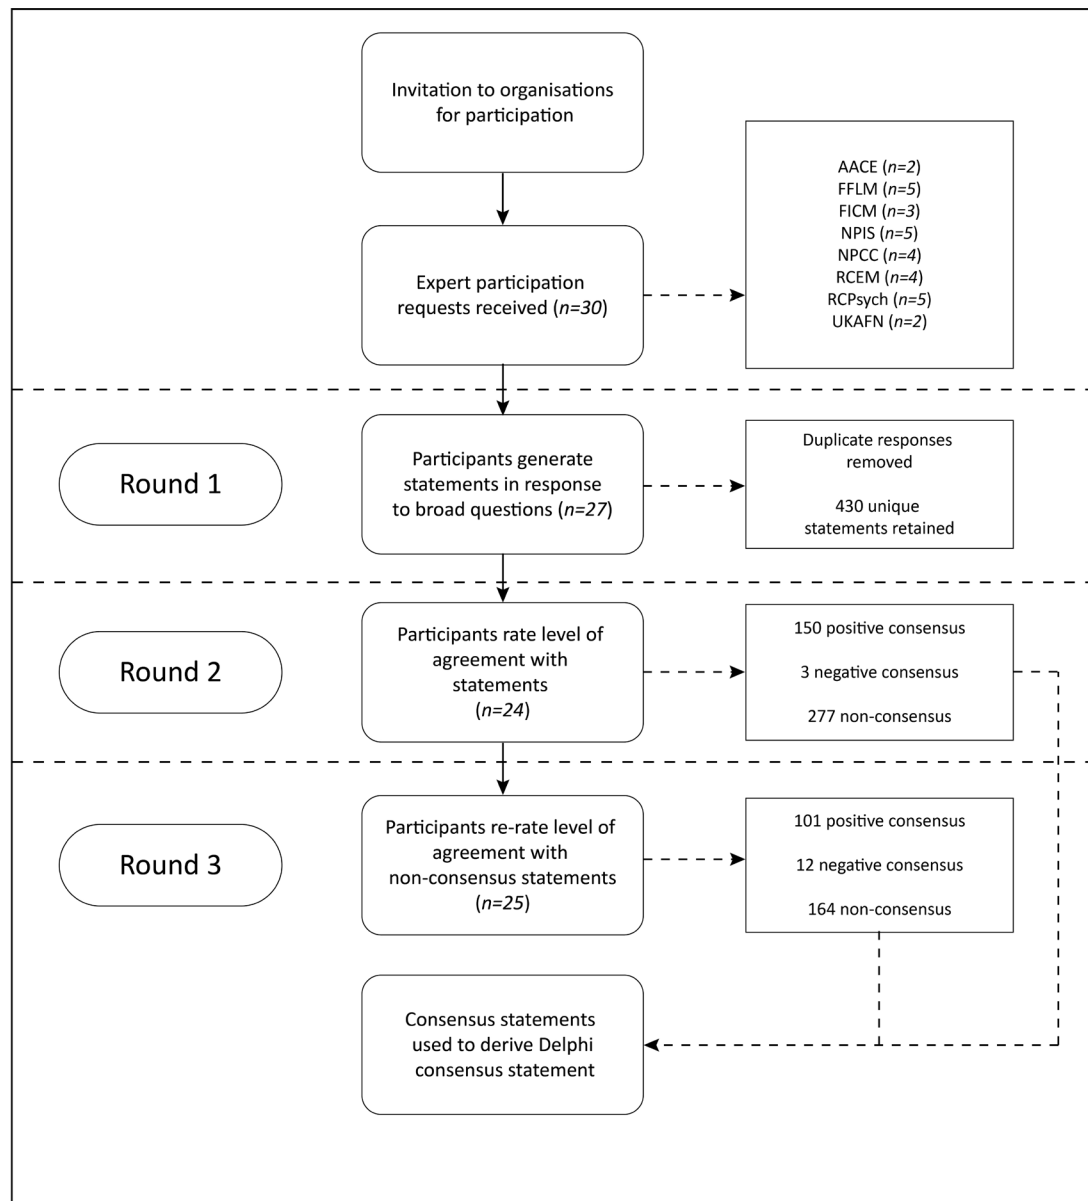 Invitation to organisations
for participation
Expert participation
requests received (n=30)
AACE (n=2)
FFLM (n=5)
FICM (n=3)
NPIS (n=5)
NPCC (n=4)
RCEM (n=4)
RCPsych (n=5)
UKAFN (n=2)
Round 1
Participants generate
statements in response
to broad questions (n=27)
Duplicate responses
removed
430 unique
statements retained
Round 2
Participants rate level of
agreement with
statements
(n=24)
150 positive consensus
3 negative consensus
277 non-consensus
Round 3
Participants re-rate level of
agreement with
non-consensus statements
(n=25)
101 positive consensus
12 negative consensus
164 non-consensus
Consensus statements
used to derive Delphi
consensus statement